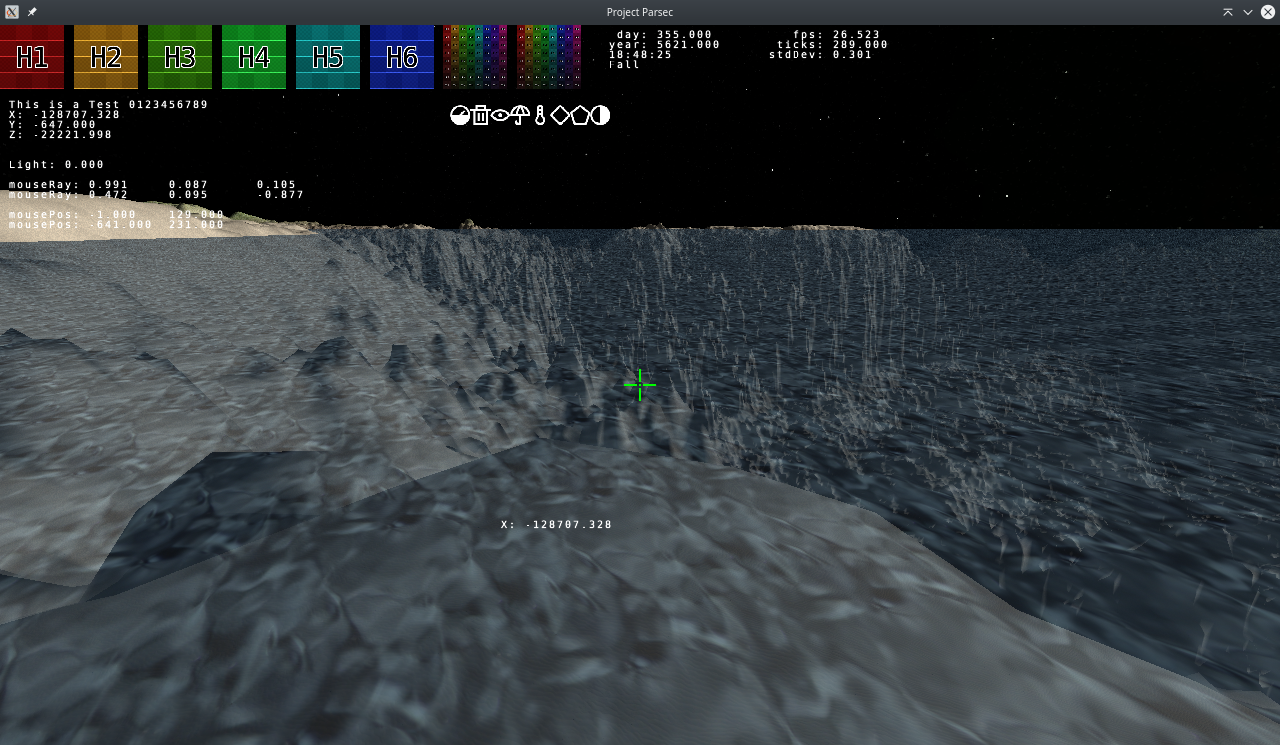 Project Parsec
H1 H2 H3 H4 H5 H6
day: 355.000
year: 5621.000
18:48:25
Fall
fps: 26.523
ticks: 289.000
stdDev: 0.301
This is a Test 0123456789
X: -128707.328
Y: -647.000
Z: -22221.998
Light: 0.000
mouseRay: 0.991 0.087 0.105
mouseRay: 0.472 0.095 -0.877
mousePos: -1.000 129.000
mousePos: -641.000 231.000
X: -128707.328